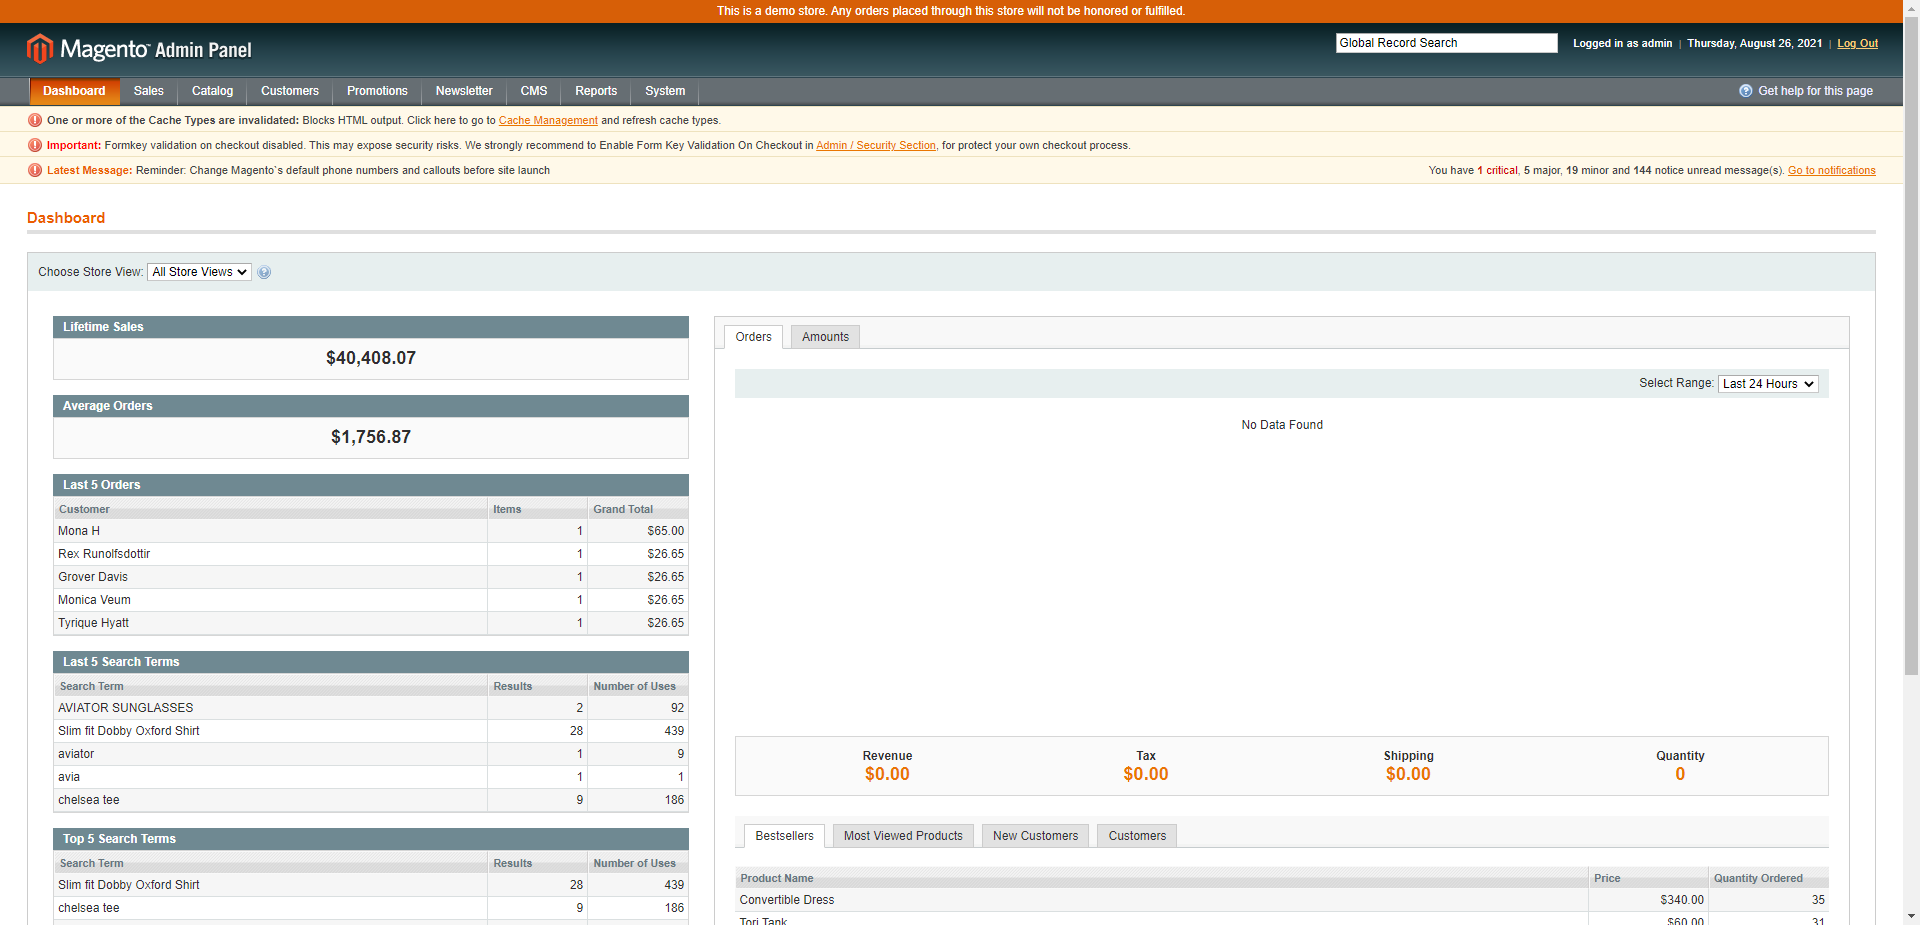 This is a demo store. Any orders placed through this store will not be honored or fulfilled.
Magento™ Admin Panel
Global Record Search
Logged in as admin | Thursday, August 26, 2021 | Log Out
Dashboard Sales Catalog Customers Promotions Newsletter CMS Reports System
Get help for this page
One or more of the Cache Types are invalidated: Blocks HTML output. Click here to go to Cache Management and refresh cache types.
Important: Formkey validation on checkout disabled. This may expose security risks. We strongly recommend to Enable Form Key Validation On Checkout in Admin / Security Section, for protect your own checkout process.
Latest Message: Reminder: Change Magento`s default phone numbers and callouts before site launch
You have 1 critical, 5 major, 19 minor and 144 notice unread message(s). Go to notifications
Dashboard
Choose Store View: All Store Views
Lifetime Sales
$40,408.07
Average Orders
$1,756.87
Last 5 Orders
Customer Items Grand Total
Mona H 1 $65.00
Rex Runolfsdottir 1 $26.65
Grover Davis 1 $26.65
Monica Veum 1 $26.65
Tyrique Hyatt 1 $26.65
Last 5 Search Terms
Search Term Results Number of Uses
AVIATOR SUNGLASSES 2 92
Slim fit Dobby Oxford Shirt 28 439
aviator 1 9
avia 1 1
chelsea tee 9 186
Top 5 Search Terms
Search Term Results Number of Uses
Slim fit Dobby Oxford Shirt 28 439
chelsea tee 9 186
Orders Amounts
Select Range: Last 24 Hours
No Data Found
Revenue Tax Shipping Quantity
$0.00 $0.00 $0.00 0
Bestsellers Most Viewed Products New Customers Customers
Product Name Price Quantity Ordered
Convertible Dress $340.00 35
Tori Tank $60.00 31